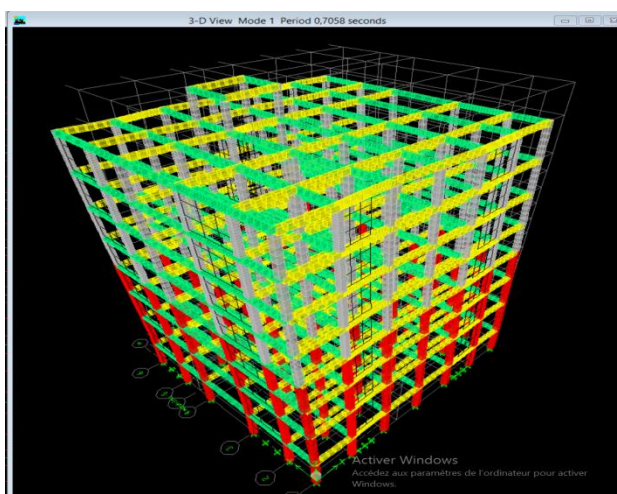 3-D View Mode 1 Period 0,7058 seconds
Activer Windows
Accédez aux paramètres de l'ordinateur pour activer
Windows.